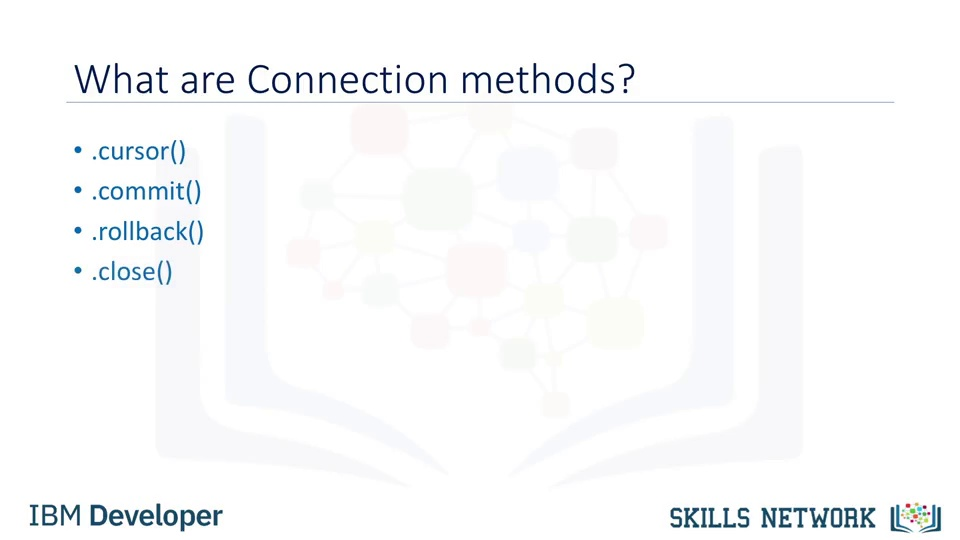 What are Connection methods?
• .cursor()
• .commit()
• .rollback()
• .close()
IBM Developer
SKILLS NETWORK